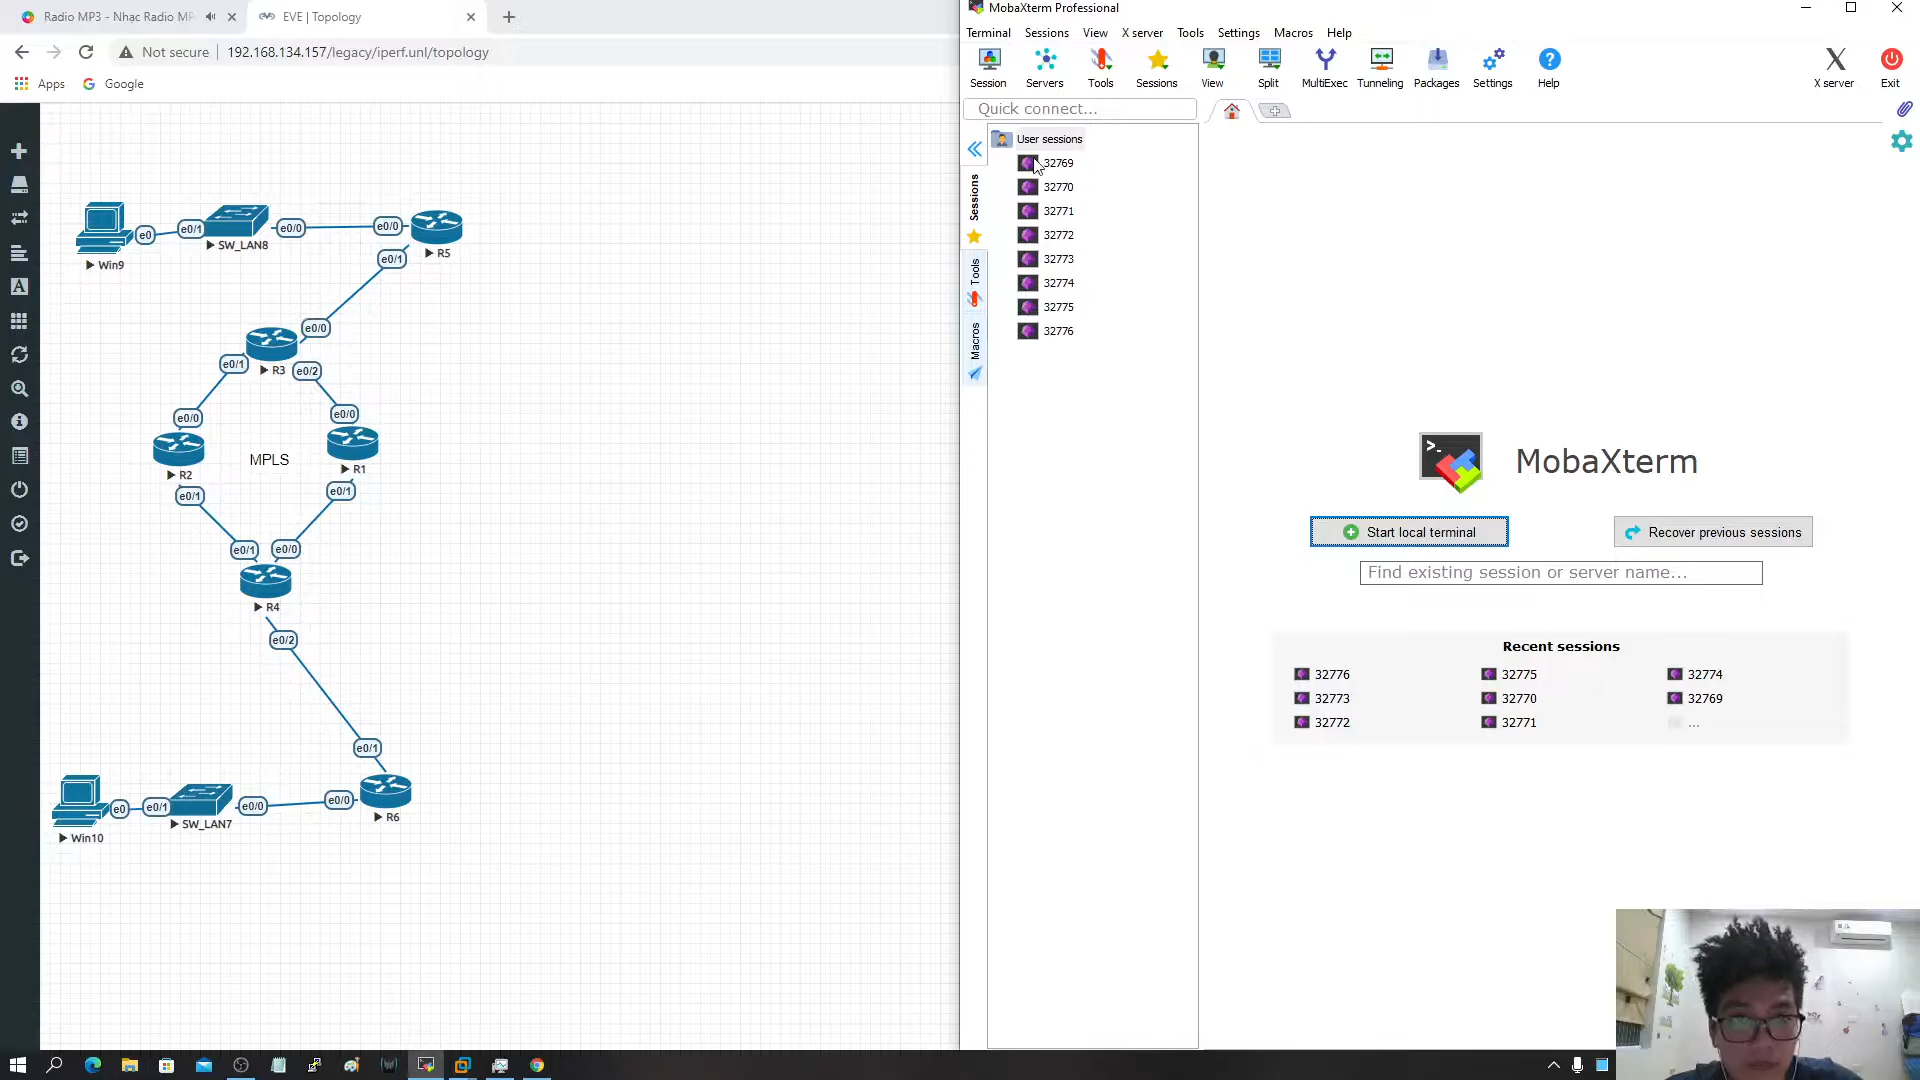 Radio MP3 - Nhạc Radio MP
EVE | Topology
Not secure
192.168.134.157/legacy/iperf.unl/topology
Apps
Google
e0
e0/1
e0/0
e0/0
SW_LAN8
R5
Win9
e0/1
e0/0
R3
e0/1
e0/2
e0/0
e0/0
MPLS
R2
R1
e0/1
e0/1
e0/1
e0/0
R4
e0/2
e0/1
e0
e0/1
e0/0
e0/0
SW_LAN7
R6
Win10
MobaXterm Professional
Terminal
Sessions
View
X server
Tools
Settings
Macros
Help
Session
Servers
Tools
Sessions
View
Split
MultiExec
Tunneling
Packages
Settings
Help
X server
Exit
Quick connect...
Sessions
Tools
Macros
User sessions
32769
32770
32771
32772
32773
32774
32775
32776
MobaXterm
Start local terminal
Recover previous sessions
Find existing session or server name...
Recent sessions
32776
32775
32774
32773
32770
32769
32772
32771
...